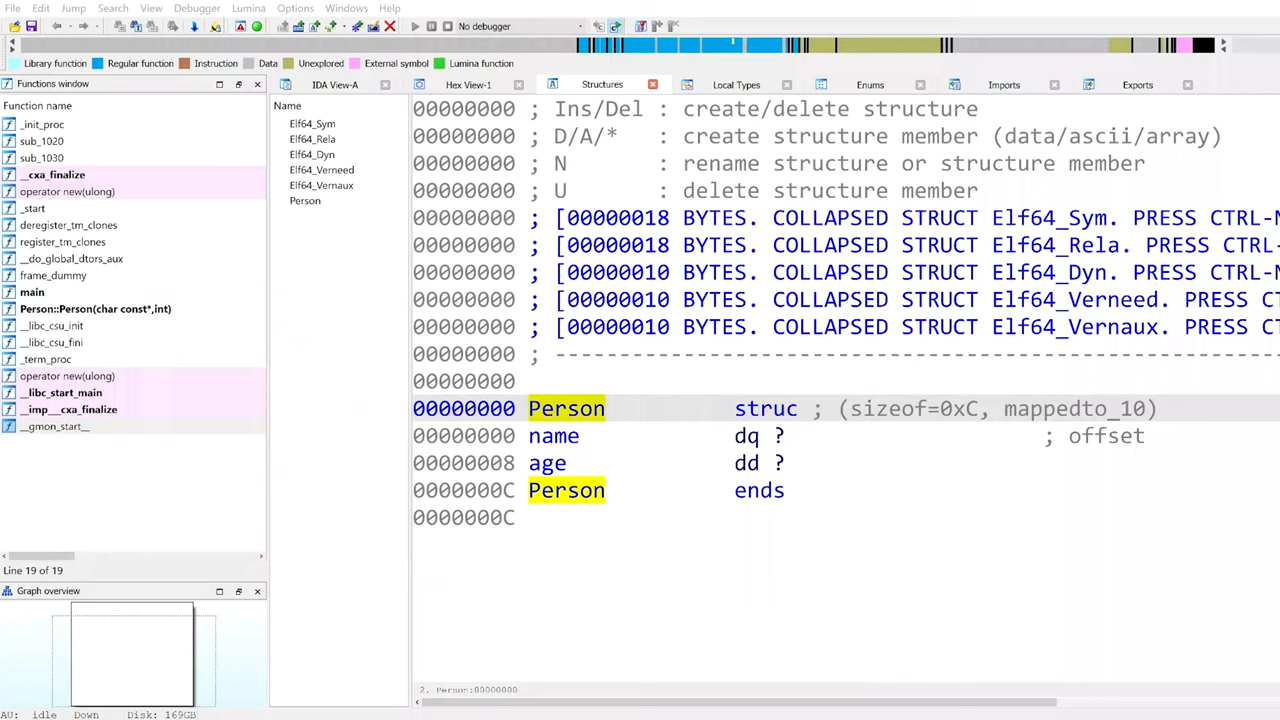 File Edit Jump Search View Debugger Lumina Options Windows Help
No debugger
Library function Regular function Instruction Data Unexplored External symbol Lumina function
Functions window
Function name
_init_proc
sub_1020
sub_1030
__cxa_finalize
operator new(ulong)
_start
deregister_tm_clones
register_tm_clones
__do_global_dtors_aux
frame_dummy
main
Person::Person(char const*,int)
__libc_csu_init
__libc_csu_fini
_term_proc
operator new(ulong)
__libc_start_main
__imp___cxa_finalize
__gmon_start__
Line 19 of 19
Graph overview
IDA View-A Hex View-1 Structures Local Types Enums Imports Exports
Name
Elf64_Sym
Elf64_Rela
Elf64_Dyn
Elf64_Verneed
Elf64_Vernaux
Person
00000000 ; Ins/Del : create/delete structure
00000000 ; D/A/* : create structure member (data/ascii/array)
00000000 ; N : rename structure or structure member
00000000 ; U : delete structure member
00000000 ; [00000018 BYTES. COLLAPSED STRUCT Elf64_Sym. PRESS CTRL-N
00000000 ; [00000018 BYTES. COLLAPSED STRUCT Elf64_Rela. PRESS CTRL-
00000000 ; [00000010 BYTES. COLLAPSED STRUCT Elf64_Dyn. PRESS CTRL-N
00000000 ; [00000010 BYTES. COLLAPSED STRUCT Elf64_Verneed. PRESS CT
00000000 ; [00000010 BYTES. COLLAPSED STRUCT Elf64_Vernaux. PRESS CT
00000000 ; ----------------------------------------------------------
00000000
00000000 Person struc ; (sizeof=0xC, mappedto_10)
00000000 name dq ? ; offset
00000008 age dd ?
0000000C Person ends
0000000C
2. Person:00000000
AU: idle Down Disk: 169GB